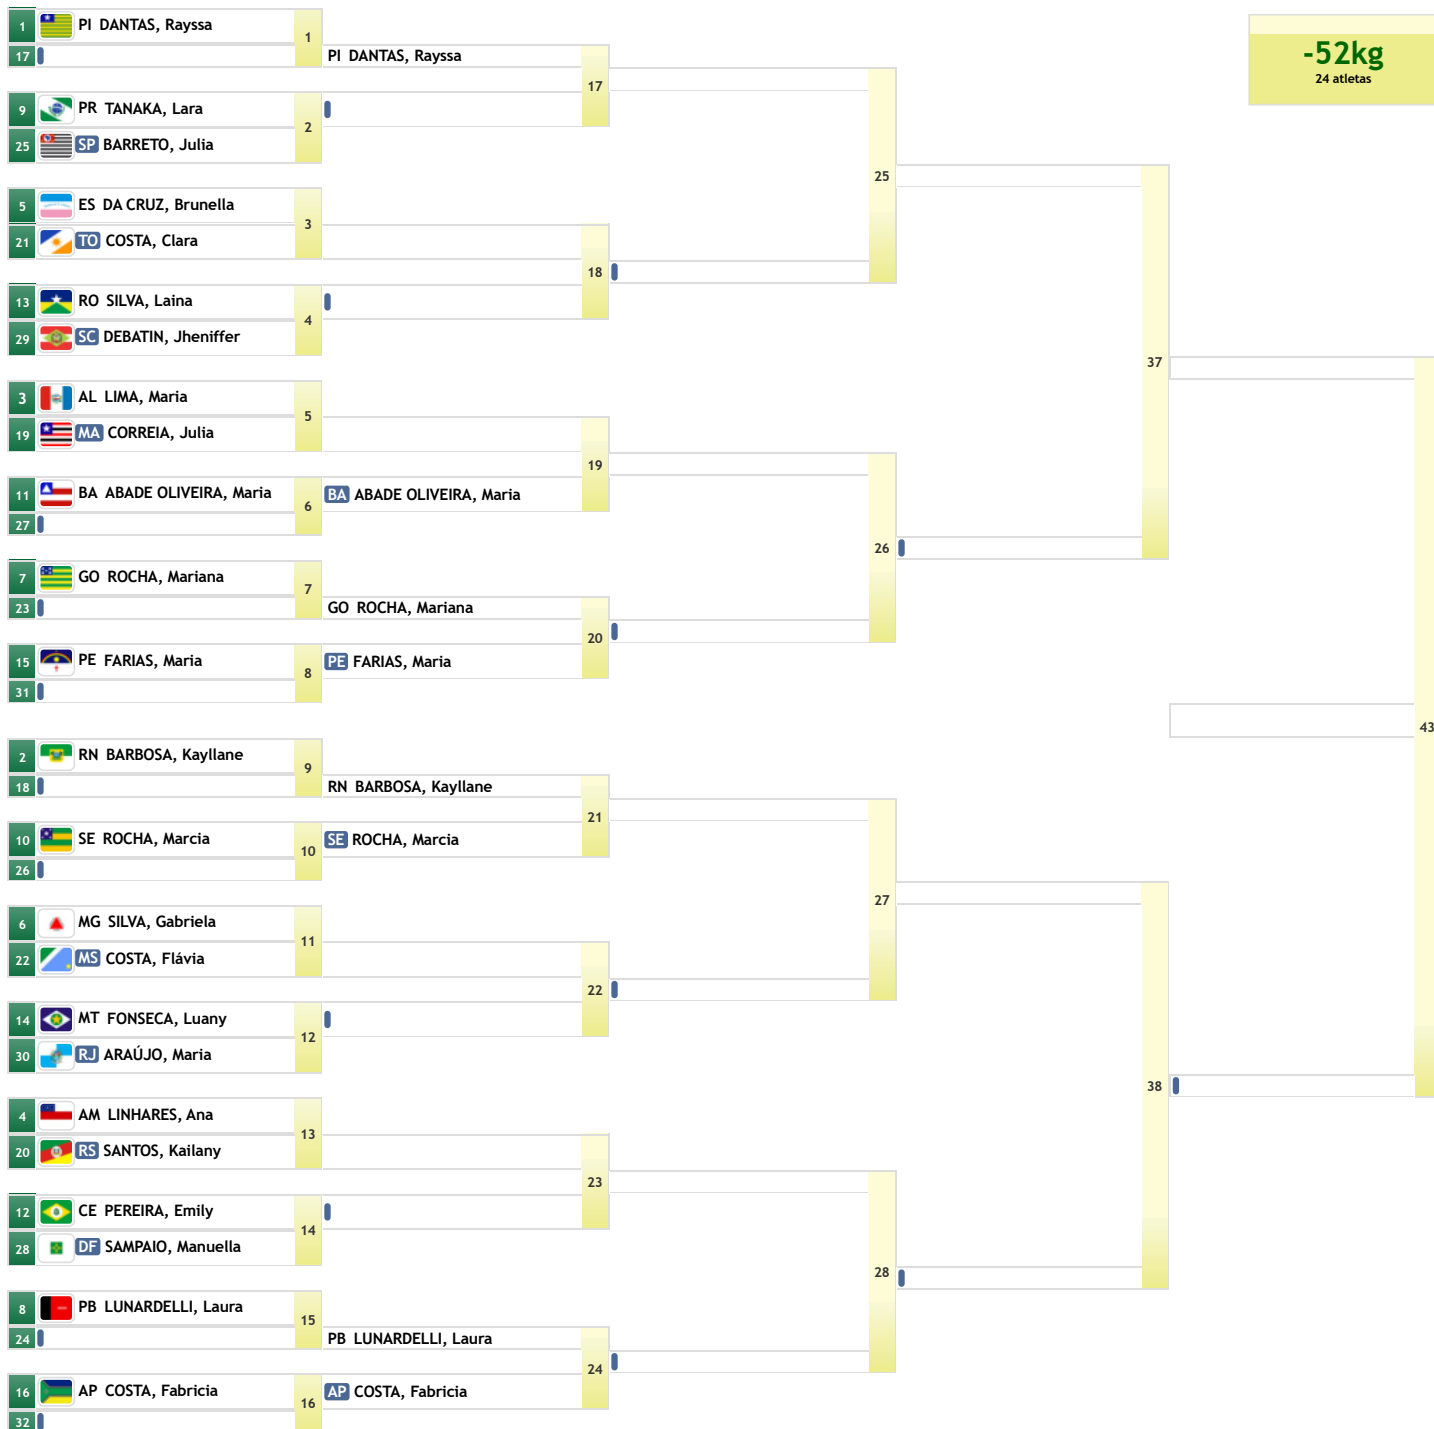 -52kg
24 atletas
1 PI DANTAS, Rayssa
17
1
PI DANTAS, Rayssa
9 PR TANAKA, Lara
25 SP BARRETO, Julia
2
17
5 ES DA CRUZ, Brunella
21 TO COSTA, Clara
3
13 RO SILVA, Laina
29 SC DEBATIN, Jheniffer
4
18
25
3 AL LIMA, Maria
19 MA CORREIA, Julia
5
11 BA ABADE OLIVEIRA, Maria
27
6
BA ABADE OLIVEIRA, Maria
19
7 GO ROCHA, Mariana
23
7
GO ROCHA, Mariana
15 PE FARIAS, Maria
31
8
PE FARIAS, Maria
20
26
37
2 RN BARBOSA, Kayllane
18
9
RN BARBOSA, Kayllane
10 SE ROCHA, Marcia
26
10
SE ROCHA, Marcia
21
6 MG SILVA, Gabriela
22 MS COSTA, Flávia
11
14 MT FONSECA, Luany
30 RJ ARAÚJO, Maria
12
22
27
4 AM LINHARES, Ana
20 RS SANTOS, Kailany
13
12 CE PEREIRA, Emily
28 DF SAMPAIO, Manuella
14
23
8 PB LUNARDELLI, Laura
24
15
PB LUNARDELLI, Laura
16 AP COSTA, Fabricia
32
16
AP COSTA, Fabricia
24
28
38
43